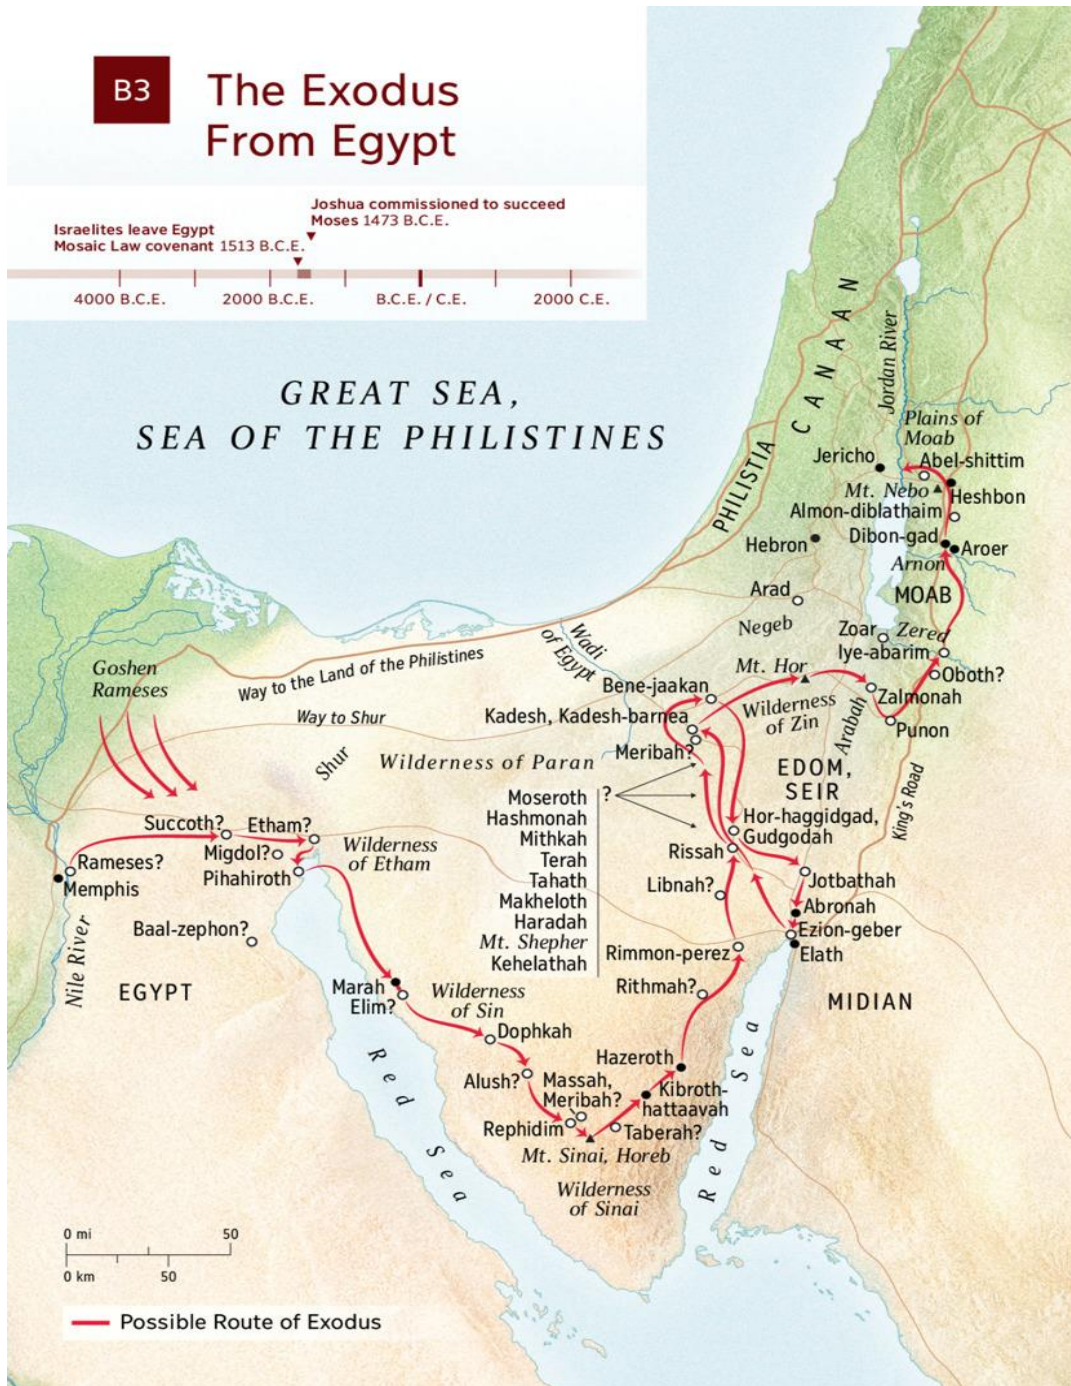 B3
The Exodus
From Egypt
Joshua commissioned to succeed
Moses 1473 B.C.E.
Israelites leave Egypt
Mosaic Law covenant 1513 B.C.E.
4000 B.C.E.
2000 B.C.E.
B.C.E. / C.E.
2000 C.E.
GREAT SEA,
SEA OF THE PHILISTINES
CANAAN
PHILISTIA
Jordan River
Plains of
Moab
Jericho
Abel-shittim
Mt. Nebo
Heshbon
Almon-diblathaim
Dibon-gad
Hebron
Aroer
Arnon
MOAB
Arad
Negeb
Zoar
Zered
Iye-abarim
Oboth?
Wadi
of Egypt
Mt. Hor
Goshen
Rameses
Way to the Land of the Philistines
Bene-jaakan
Zalmonah
Wilderness
of Zin
Arabah
Punon
Way to Shur
Kadesh, Kadesh-barnea
Meribah?
Shur
Wilderness of Paran
EDOM,
SEIR
King's Road
Moseroth
?
Hashmonah
Mithkah
Terah
Tahath
Makheloth
Haradah
Mt. Shepher
Kehelathah
Hor-haggidgad,
Gudgodah
Rissah
Libnah?
Jotbathah
Abronah
Ezion-geber
Elath
Succoth?
Etham?
Migdol?
Wilderness
of Etham
Rameses?
Pihahiroth
Memphis
Baal-zephon?
Nile River
EGYPT
Rimmon-perez
Rithmah?
MIDIAN
Marah
Elim?
Wilderness
of Sin
Dophkah
Red Sea
Alush?
Massah,
Meribah?
Hazeroth
Kibroth-
hattaavah
Rephidim
Taberah?
Mt. Sinai, Horeb
Red Sea
Wilderness
of Sinai
0 mi
50
0 km
50
Possible Route of Exodus